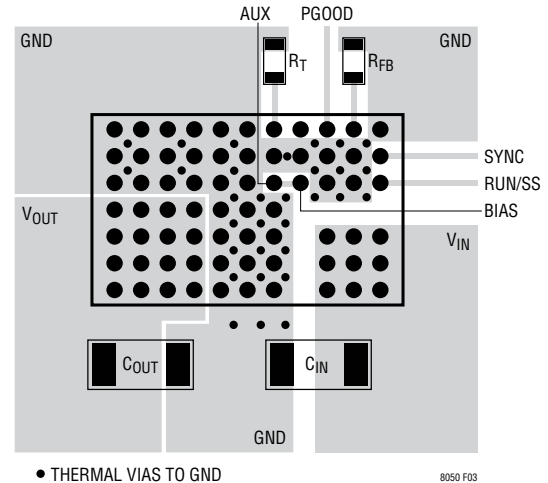 AUX PGOOD
GND
GND
RT
RFB
SYNC
RUN/SS
BIAS
VOUT
VIN
COUT
CIN
GND
● THERMAL VIAS TO GND
8050 F03